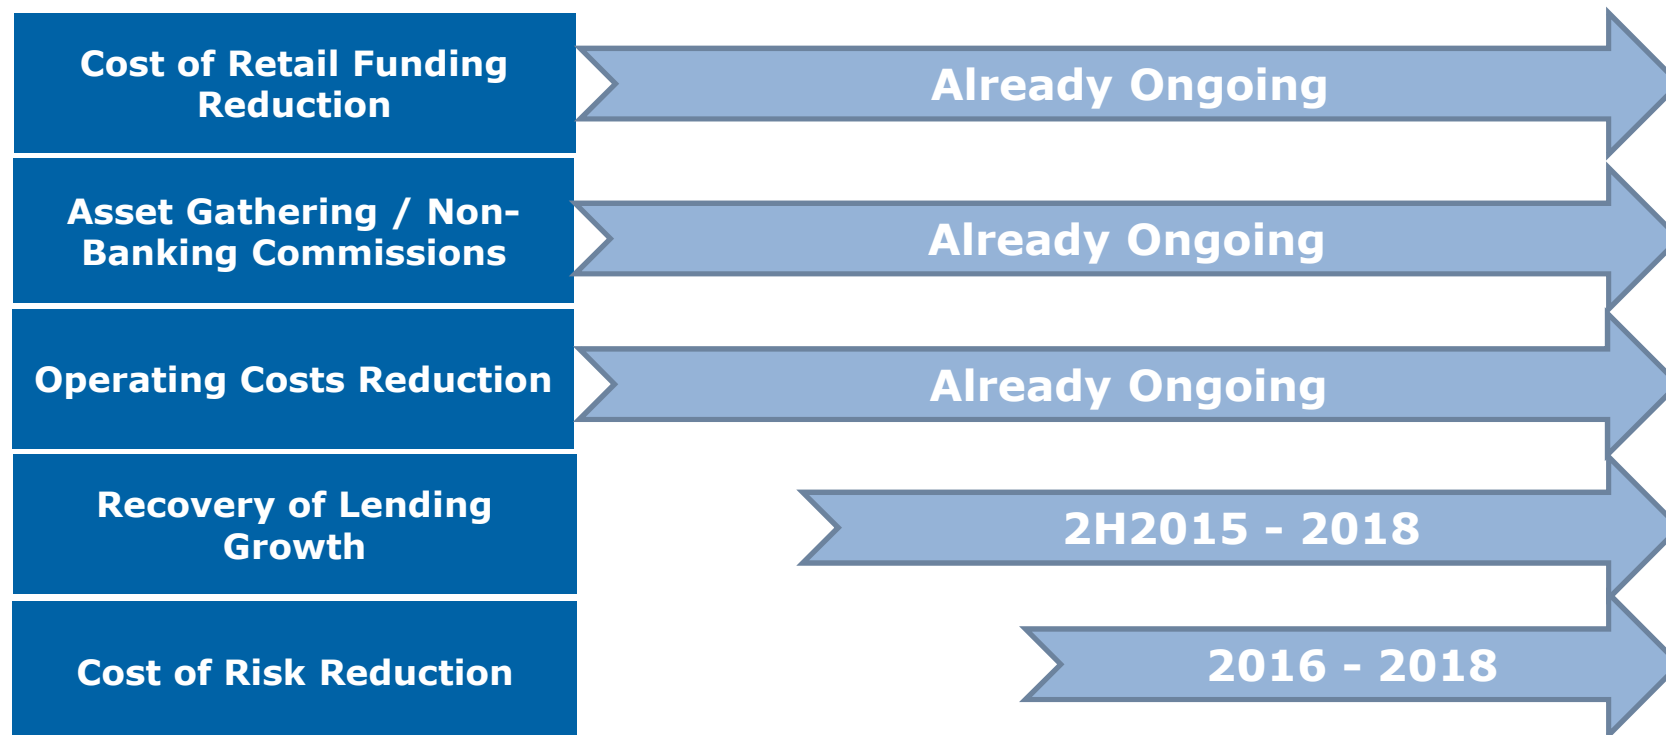 Cost of Retail Funding
Reduction
Already Ongoing
Asset Gathering / Non-
Banking Commissions
Already Ongoing
Operating Costs Reduction
Already Ongoing
Recovery of Lending
Growth
2H2015 - 2018
Cost of Risk Reduction
2016 - 2018